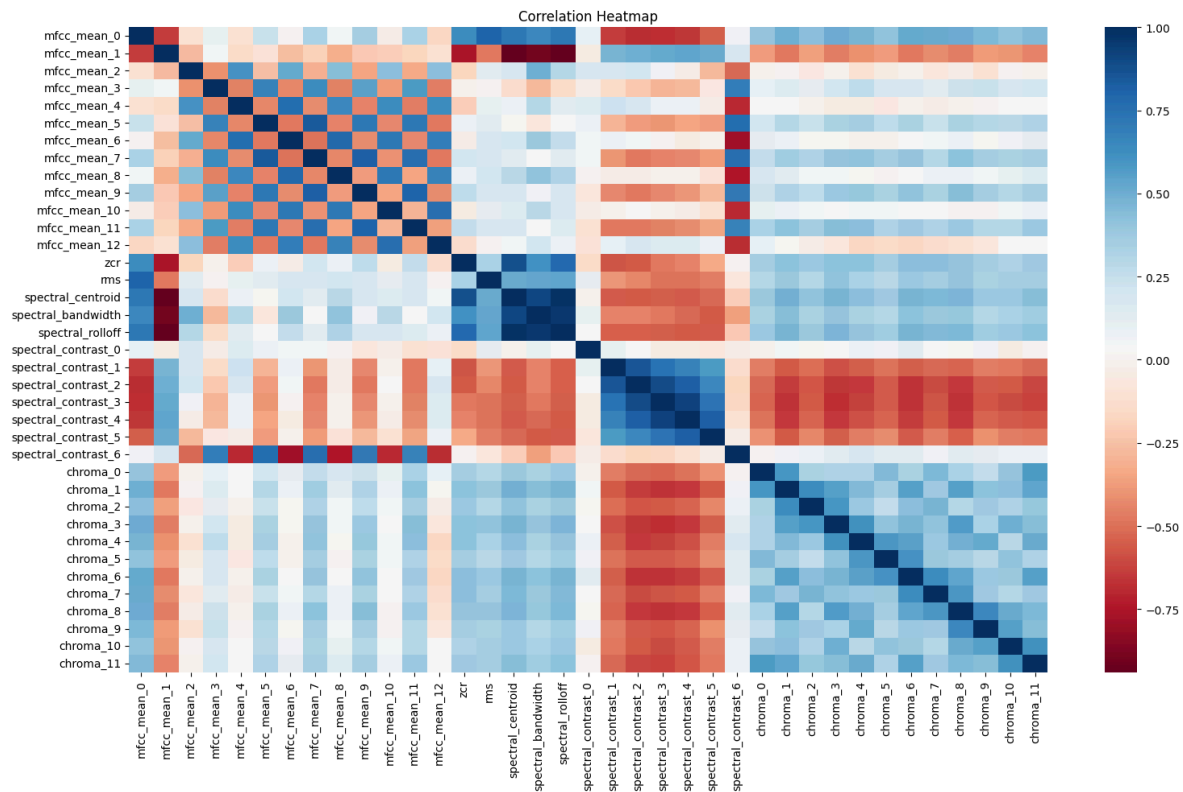 Correlation Heatmap
mfcc_mean_0
mfcc_mean_1
mfcc_mean_2
mfcc_mean_3
mfcc_mean_4
mfcc_mean_5
mfcc_mean_6
mfcc_mean_7
mfcc_mean_8
mfcc_mean_9
mfcc_mean_10
mfcc_mean_11
mfcc_mean_12
zcr
rms
spectral_centroid
spectral_bandwidth
spectral_rolloff
spectral_contrast_0
spectral_contrast_1
spectral_contrast_2
spectral_contrast_3
spectral_contrast_4
spectral_contrast_5
spectral_contrast_6
chroma_0
chroma_1
chroma_2
chroma_3
chroma_4
chroma_5
chroma_6
chroma_7
chroma_8
chroma_9
chroma_10
chroma_11
mfcc_mean_0
mfcc_mean_1
mfcc_mean_2
mfcc_mean_3
mfcc_mean_4
mfcc_mean_5
mfcc_mean_6
mfcc_mean_7
mfcc_mean_8
mfcc_mean_9
mfcc_mean_10
mfcc_mean_11
mfcc_mean_12
zcr
rms
spectral_centroid
spectral_bandwidth
spectral_rolloff
spectral_contrast_0
spectral_contrast_1
spectral_contrast_2
spectral_contrast_3
spectral_contrast_4
spectral_contrast_5
spectral_contrast_6
chroma_0
chroma_1
chroma_2
chroma_3
chroma_4
chroma_5
chroma_6
chroma_7
chroma_8
chroma_9
chroma_10
chroma_11
1.00
0.75
0.50
0.25
0.00
−0.25
−0.50
−0.75